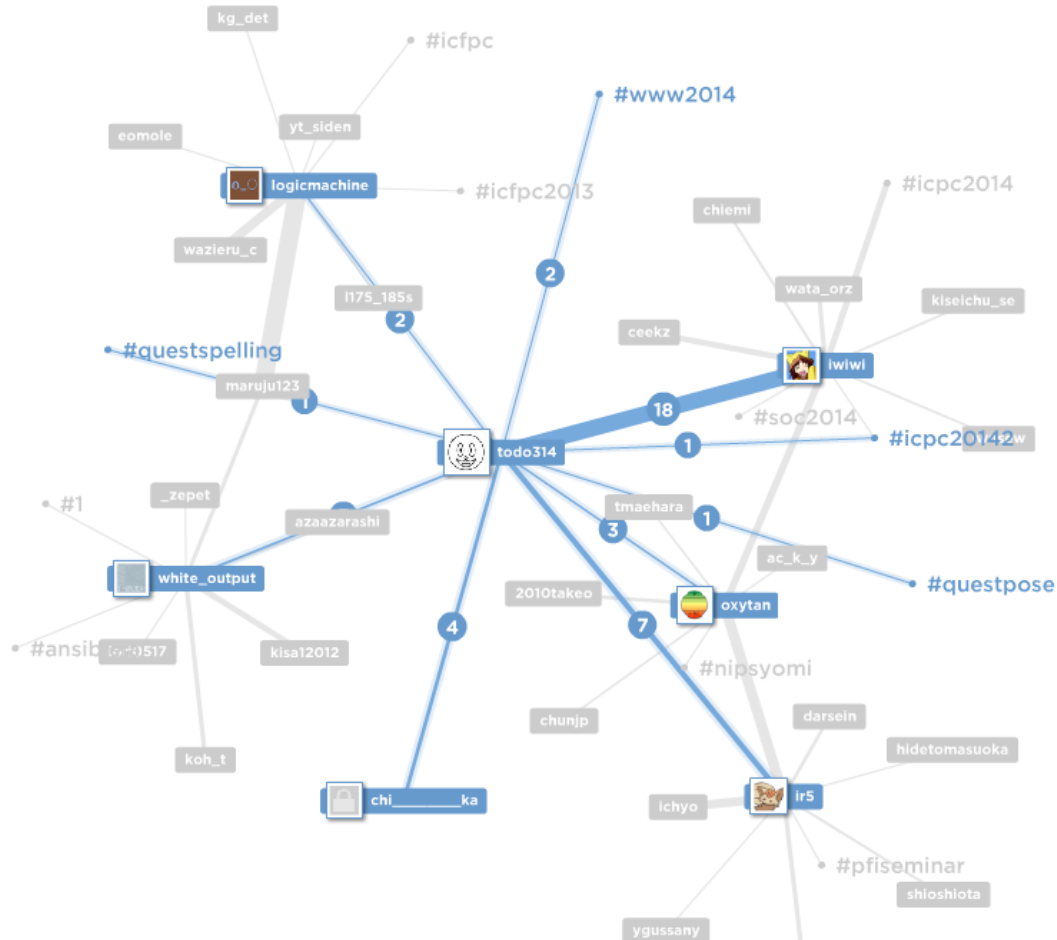 kg_det
#icfpc
#www2014
yt_siden
eomole
logicmachine
#icfpc2013
#icpc2014
chiemi
wazieru_c
2
wata_orz
l175_185s
kiseichu_se
2
ceekz
#questspelling
iwiwi
maruju123
1
18
#soc2014
#icpc20142
1
todo314
_zepet
#1
tmaehara
azaazarashi
1
3
ac_k_y
white_output
#questpose
2010takeo
oxytan
4
7
kisa12012
#nipsyomi
chunjp
darsein
koh_t
hidetomasuoka
chi_________ka
ir5
ichyo
#pfiseminar
shioshiota
ygussany